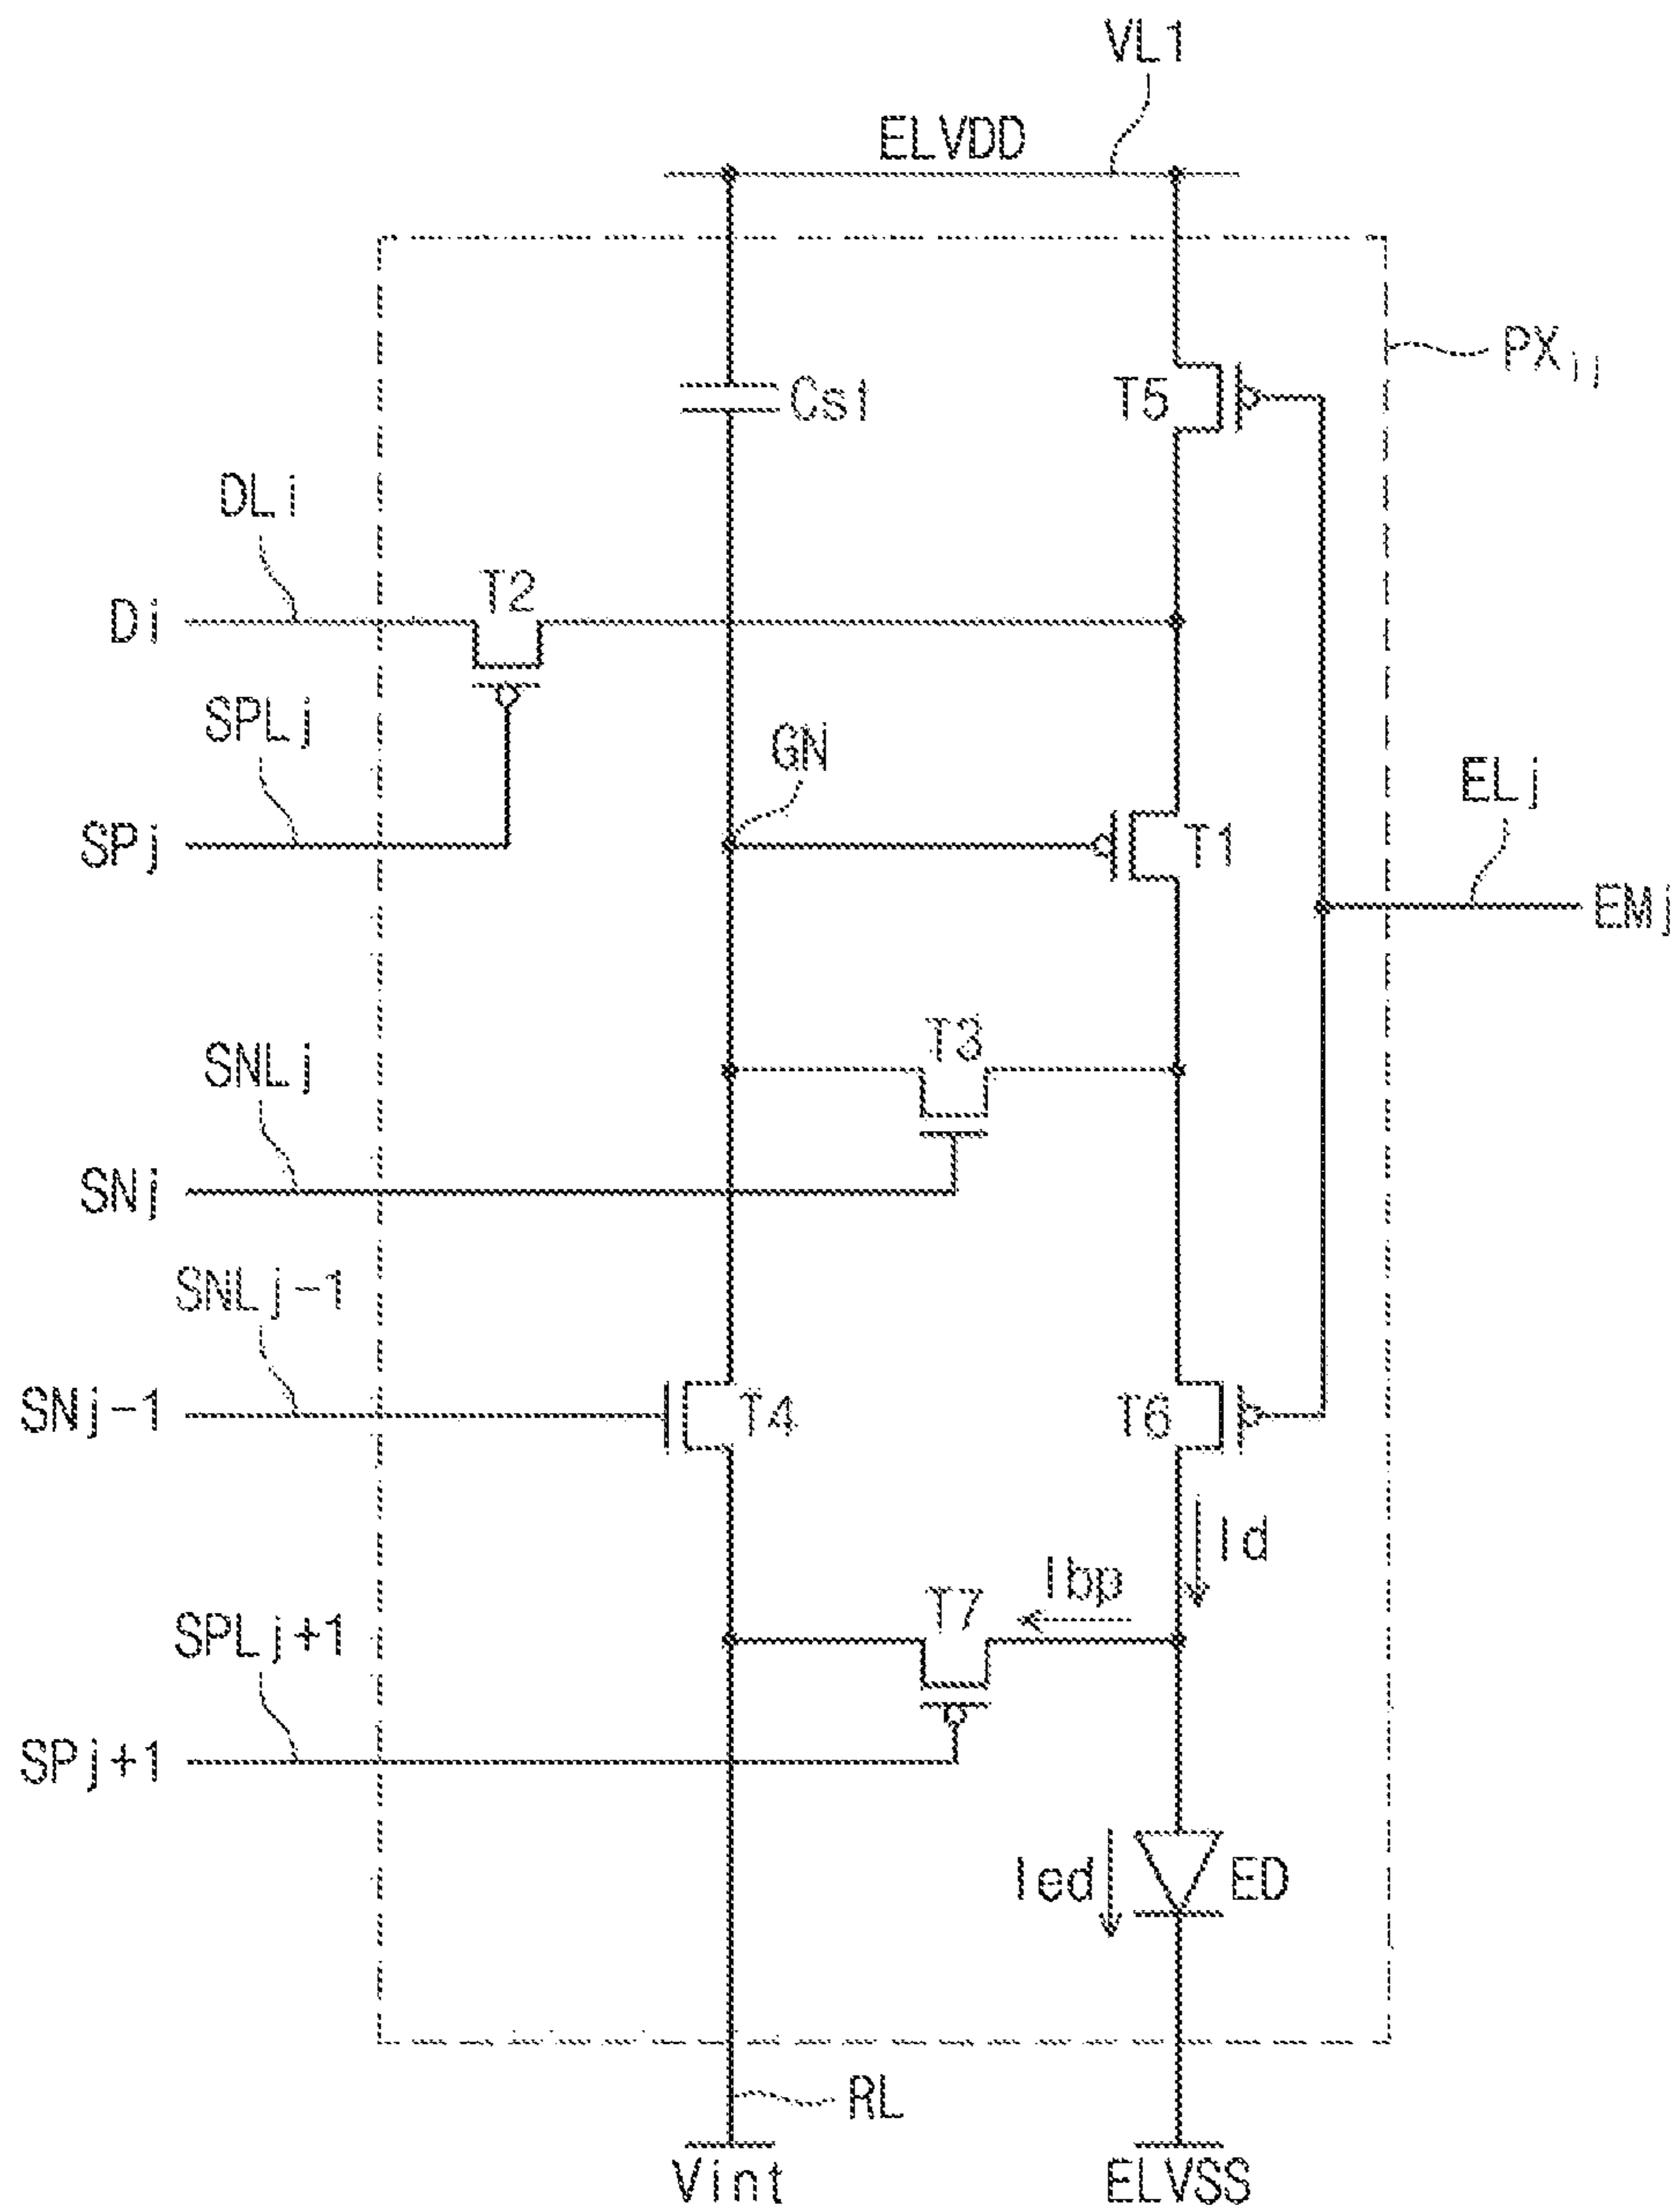 VL1
ELVDD
PXij
Cst
T5
DLi
T2
Di
SPLj
GN
ELj
SPj
T1
EMj
T3
SNLj
SNj
SNLj-1
SNj-1
T4
T6
Id
Ibp
T7
SPLj+1
SPj+1
Ied
ED
RL
Vint
ELVSS